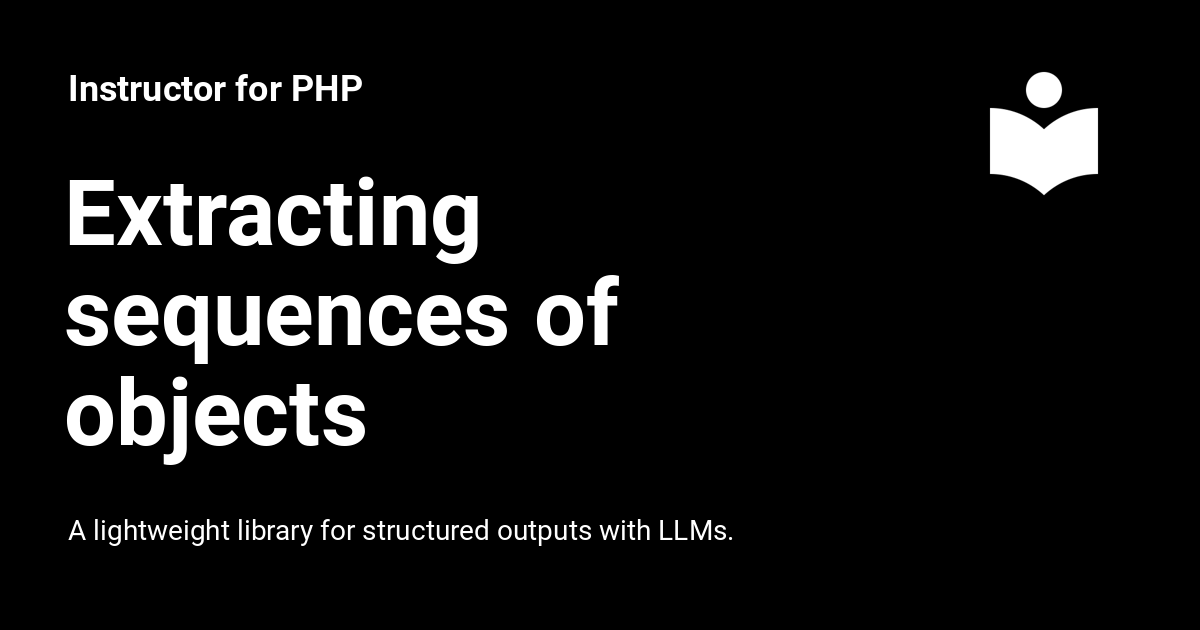 Instructor for PHP
Extracting
sequences of
objects
A lightweight library for structured outputs with LLMs.